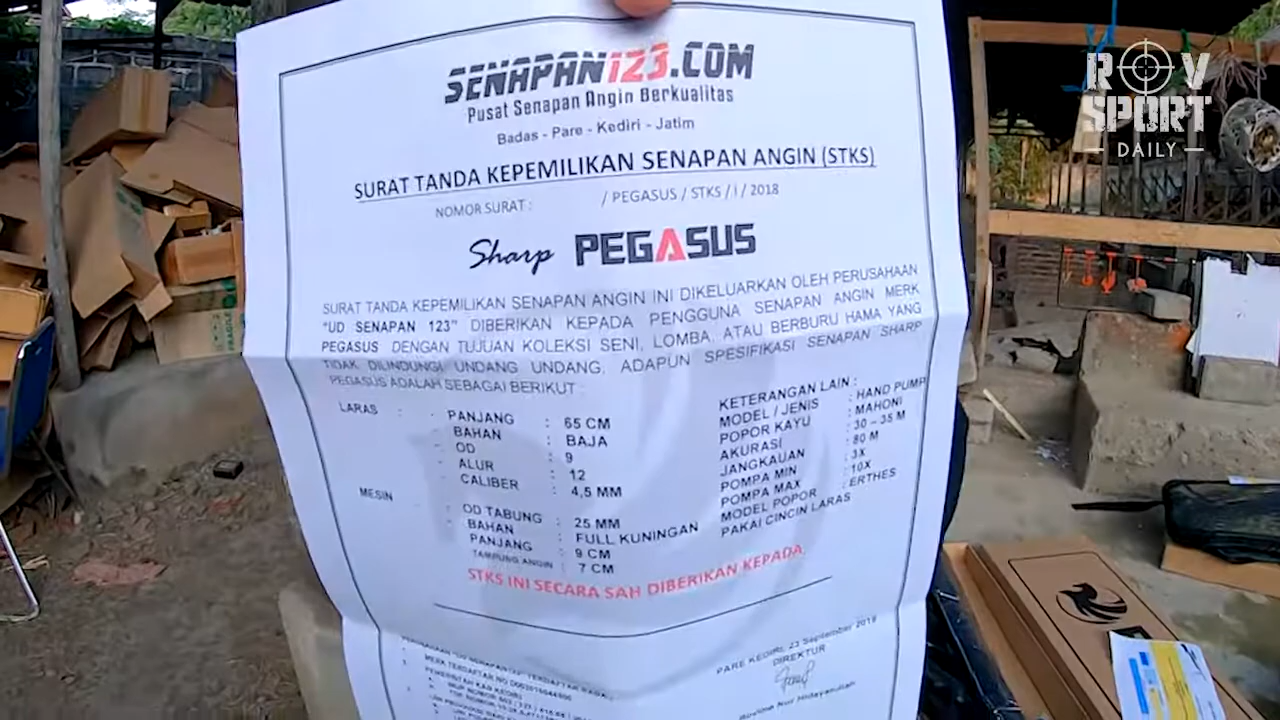 SENAPAN123.COM
Pusat Senapan Angin Berkualitas
Badas - Pare - Kediri - Jatim
SURAT TANDA KEPEMILIKAN SENAPAN ANGIN (STKS)
NOMOR SURAT : / PEGASUS / STKS / I / 2018
Sharp PEGASUS
SURAT TANDA KEPEMILIKAN SENAPAN ANGIN INI DIKELUARKAN OLEH PERUSAHAAN
"UD SENAPAN 123" DIBERIKAN KEPADA PENGGUNA SENAPAN ANGIN MERK
PEGASUS DENGAN TUJUAN KOLEKSI SENI, LOMBA, ATAU BERBURU HAMA YANG
TIDAK DILINDUNGI UNDANG UNDANG, ADAPUN SPESIFIKASI SENAPAN SHARP
PEGASUS ADALAH SEBAGAI BERIKUT :
LARAS : - PANJANG : 65 CM
- BAHAN : BAJA
- OD : 9
- ALUR : 12
- CALIBER : 4,5 MM
MESIN : - OD TABUNG : 25 MM
- BAHAN : FULL KUNINGAN
- PANJANG : 9 CM
- TAMPUNG ANGIN : 7 CM
KETERANGAN LAIN :
MODEL / JENIS : HAND PUMP
POPOR KAYU : MAHONI
AKURASI : 30 – 35 M
JANGKAUAN : 80 M
POMPA MIN : 3X
POMPA MAX : 10X
MODEL POPOR : ERTHES
PAKAI CINCIN LARAS
STKS INI SECARA SAH DIBERIKAN KEPADA
PARE KEDIRI, 23 September 2018
DIREKTUR
PEMERINTAH KAB KEDIRI
ROV
SPORT
DAILY